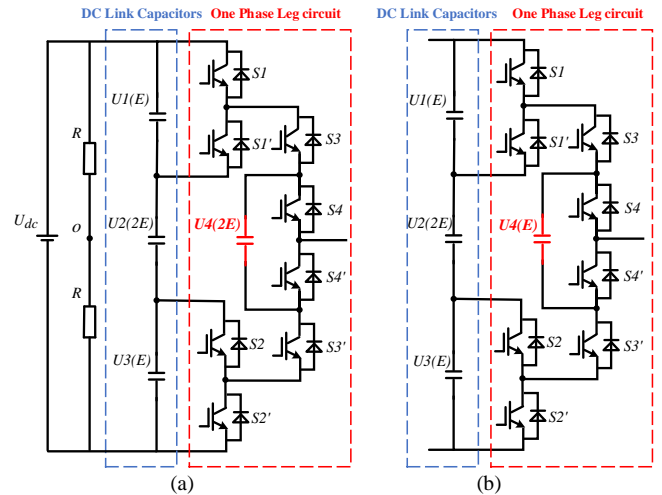 DC Link Capacitors
One Phase Leg circuit
S1
U1(E)
S1'
S3
R
S4
Udc
o
U2(2E)
U4(2E)
S4'
R
S2
S3'
U3(E)
S2'
(a)
DC Link Capacitors
One Phase Leg circuit
S1
U1(E)
S1'
S3
S4
U2(2E)
U4(E)
S4'
S2
S3'
U3(E)
S2'
(b)